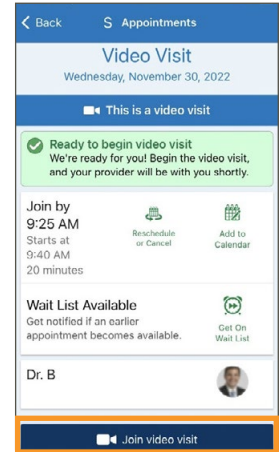 Back
S Appointments
Video Visit
Wednesday, November 30, 2022
This is a video visit
Ready to begin video visit
We're ready for you! Begin the video visit,
and your provider will be with you shortly.
Join by
9:25 AM
Starts at
9:40 AM
20 minutes
Reschedule
or Cancel
Add to
Calendar
Wait List Available
Get notified if an earlier
appointment becomes available.
Get On
Wait List
Dr. B
Join video visit